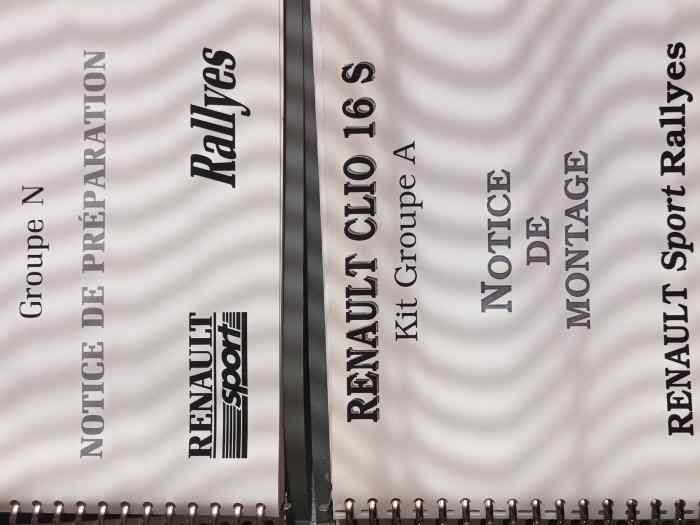 Groupe N
NOTICE DE PRÉPARATION
RENAULT
sport
Rallyes
RENAULT CLIO 16 S
Kit Groupe A
NOTICE
DE
MONTAGE
RENAULT Sport Rallyes